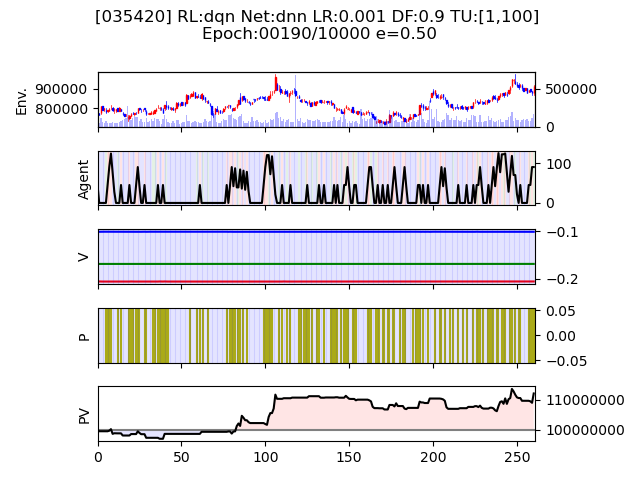 [035420] RL:dqn Net:dnn LR:0.001 DF:0.9 TU:[1,100]
Epoch:00190/10000 e=0.50
Env.
900000
800000
500000
0
Agent
100
0
V
−0.1
−0.2
P
0.05
0.00
−0.05
PV
110000000
100000000
0 50 100 150 200 250